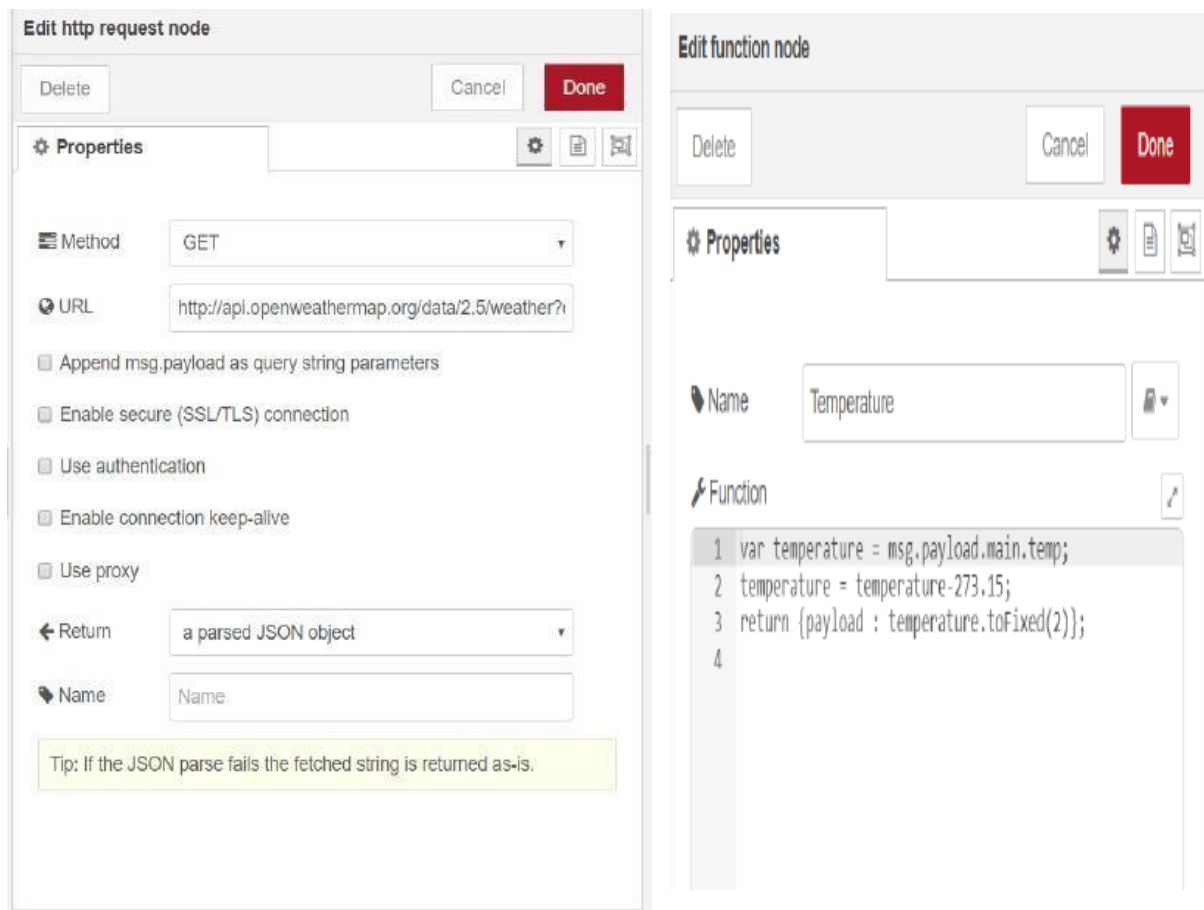 Edit http request node
Delete
Cancel
Done
Properties
Method
GET
URL
http://api.openweathermap.org/data/2.5/weather?
Append msg.payload as query string parameters
Enable secure (SSL/TLS) connection
Use authentication
Enable connection keep-alive
Use proxy
Return
a parsed JSON object
Name
Name
Tip: If the JSON parse fails the fetched string is returned as-is.
Edit function node
Delete
Cancel
Done
Properties
Name
Temperature
Function
1 var temperature = msg.payload.main.temp;
2 temperature = temperature-273.15;
3 return {payload : temperature.toFixed(2)};
4